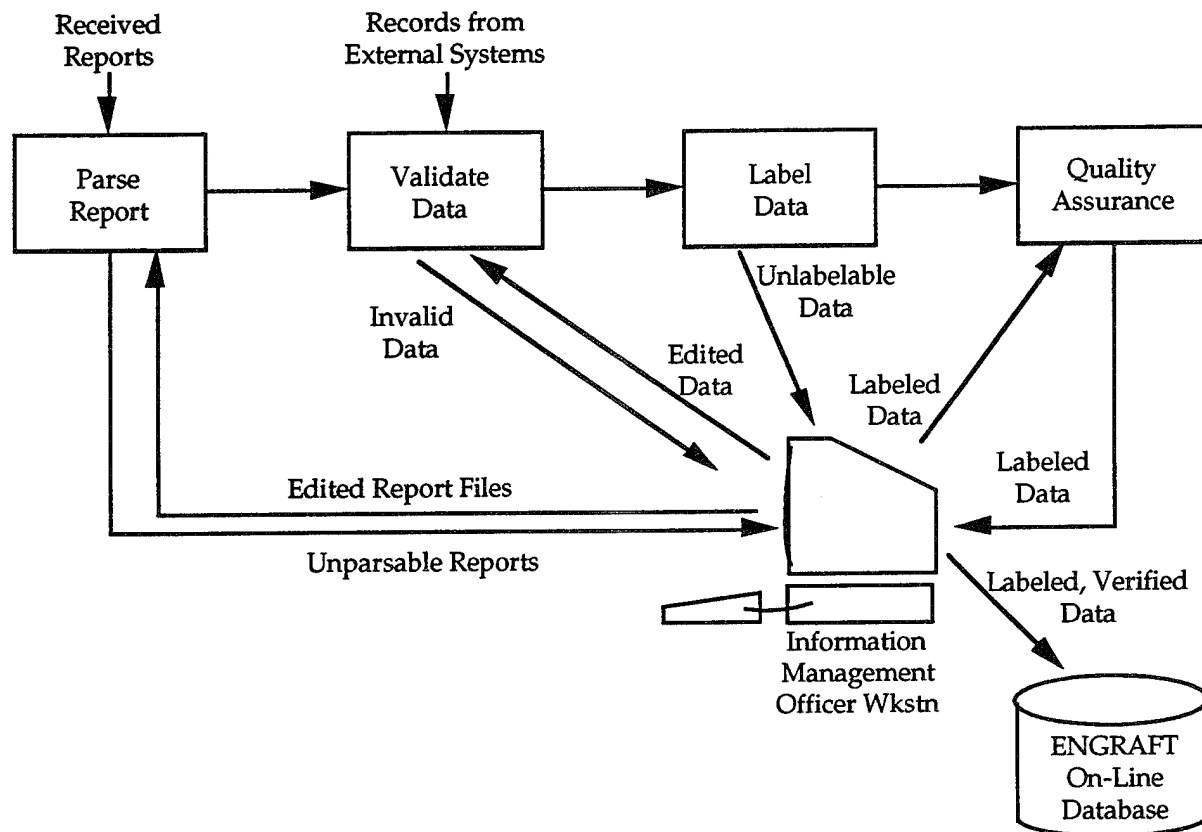 Received
Reports
Records from
External Systems
Parse
Report
Validate
Data
Label
Data
Quality
Assurance
Invalid
Data
Edited
Data
Unlabelable
Data
Labeled
Data
Labeled
Data
Edited Report Files
Unparsable Reports
Labeled, Verified
Data
Information
Management
Officer Wkstn
ENGRAFT
On-Line
Database